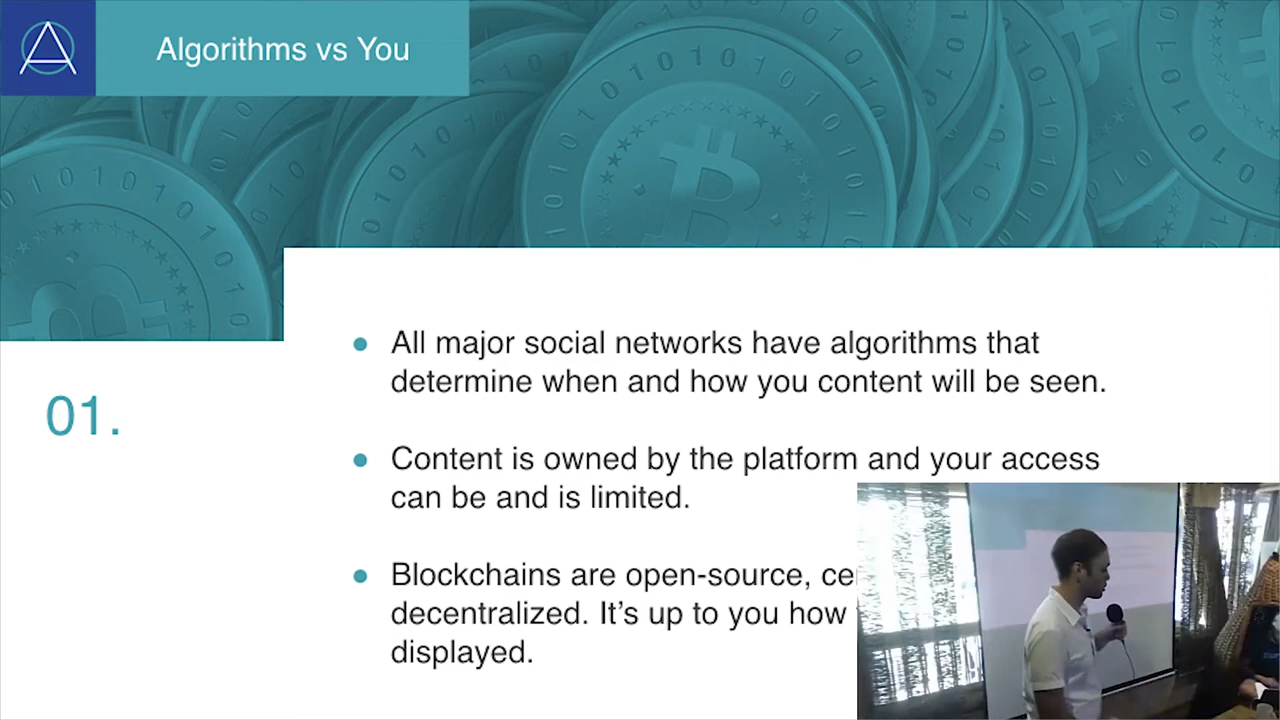 Algorithms vs You
01.
● All major social networks have algorithms that
determine when and how you content will be seen.
● Content is owned by the platform and your access
can be and is limited.
● Blockchains are open-source,
decentralized. It’s up to you how
displayed.